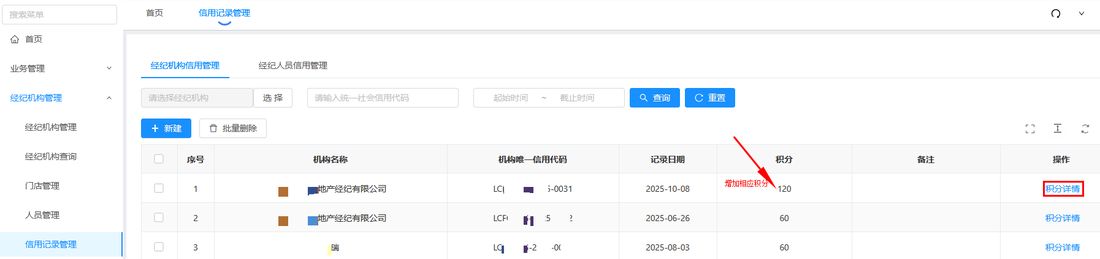 搜索菜单
首页
信用记录管理
首页
业务管理
经纪机构管理
经纪机构管理
经纪机构查询
门店管理
人员管理
信用记录管理
经纪机构信用管理 经纪人员信用管理
请选择经纪机构 选 择 请输入统一社会信用代码 起始时间 ~ 截止时间 查询 重置
新建 批量删除
序号 机构名称 机构唯一信用代码 记录日期 积分 备注 操作
增加相应积分
1 地产经纪有限公司 LC 5-0031 2025-10-08 120 积分详情
2 地产经纪有限公司 2025-06-26 60 积分详情
3 2025-08-03 60 积分详情